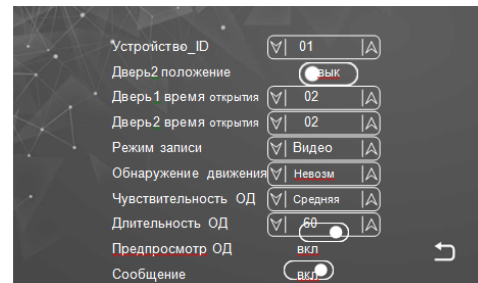 Устройство_ID 01
Дверь2 положение вык
Дверь1 время открытия 02
Дверь2 время открытия 02
Режим записи Видео
Обнаружение движения Невозм
Чувствительность ОД Средняя
Длительность ОД 60
Предпросмотр ОД вкл
Сообщение вкл